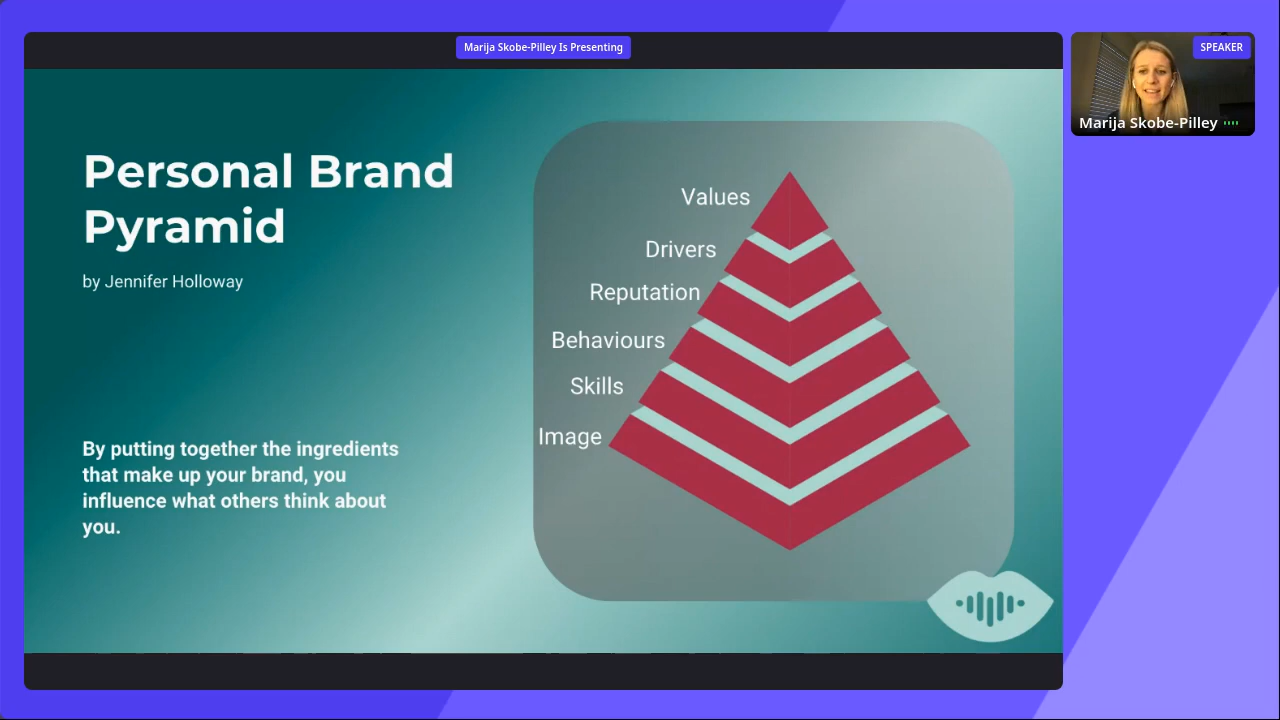 Marija Skobe-Pilley Is Presenting
SPEAKER
Marija Skobe-Pilley
Personal Brand
Pyramid
by Jennifer Holloway
By putting together the ingredients
that make up your brand, you
influence what others think about
you.
Values
Drivers
Reputation
Behaviours
Skills
Image